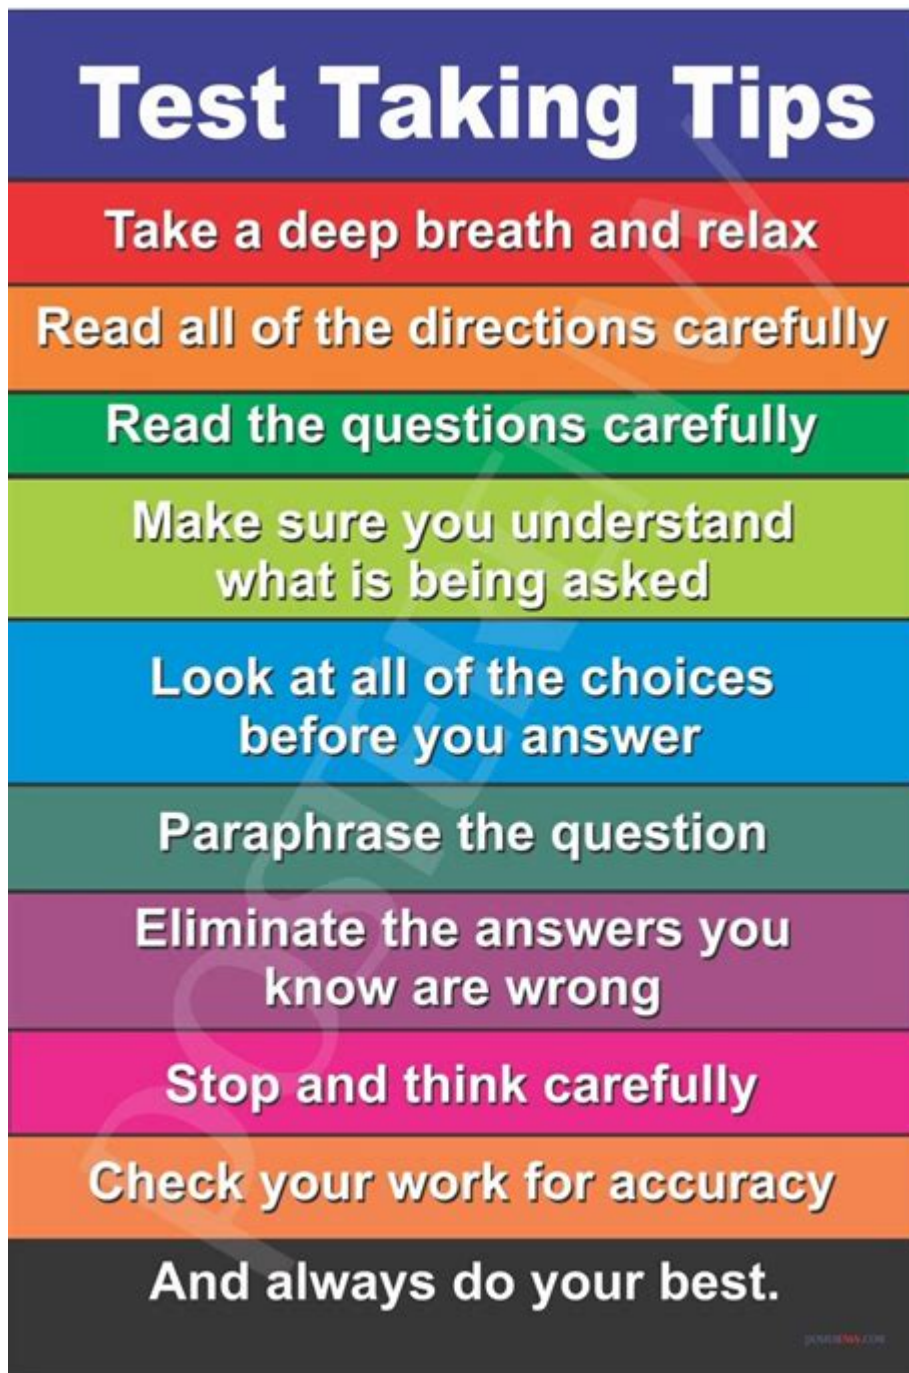 Test Taking Tips
Take a deep breath and relax
Read all of the directions carefully
Read the questions carefully
Make sure you understand
what is being asked
Look at all of the choices
before you answer
Paraphrase the question
Eliminate the answers you
know are wrong
Stop and think carefully
Check your work for accuracy
And always do your best.
POSTERENVY
POSTERENVY.COM